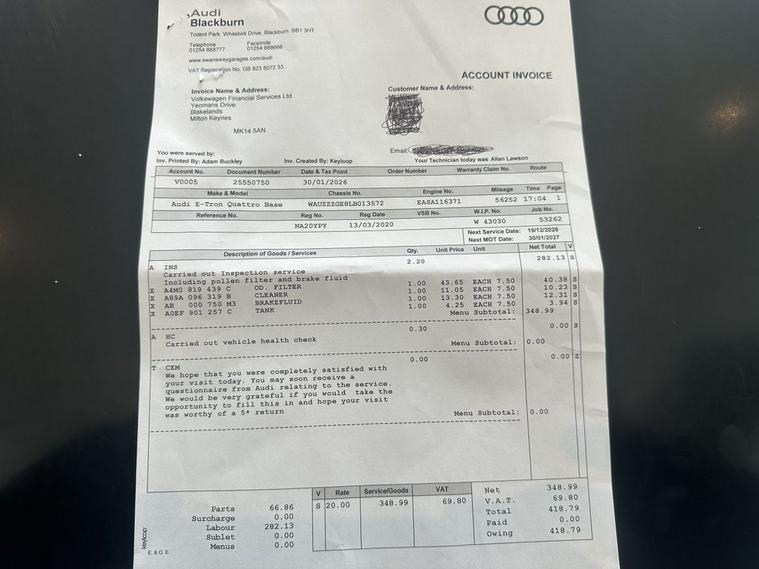 Audi
Blackburn
Trident Park, Whitebirk Drive, Blackburn BB1 3HT
Telephone Facsimile
01254 668777 01254 668666
www.swanswaygarages.com/audi
VAT Registration No. GB 823 8072 33
ACCOUNT INVOICE
Invoice Name & Address:
Volkswagen Financial Services Ltd
Yeomans Drive
Blakelands
Milton Keynes
MK14 5AN
Customer Name & Address:
Email:
You were served by:
Inv. Printed By: Adam Buckley Inv. Created By: Keyloop Your Technician today was Allan Lawson
Account No. Document Number Date & Tax Point Order Number Warranty Claim No. Route
V0005 25550750 30/01/2026
Make & Model Chassis No. Engine No. Mileage Time Page
Audi E-Tron Quattro Base WAUZZZGE8LB013572 EASA116371 56252 17:04 1
Reference No. Reg No. Reg Date VSB No. W.I.P. No. Job No.
NA20YPY 13/03/2020 W 43030 53262
Next Service Date: 19/12/2026
Next MOT Date: 30/01/2027
Description of Goods / Services Qty. Unit Price Unit Net Total V
A INS 2.20 282.13 S
Carried out Inspection service
Including pollen filter and brake fluid
X A4M0 819 439 C OD. FILTER 1.00 43.65 EACH 7.50 40.38 S
X A89A 096 319 B CLEANER 1.00 11.05 EACH 7.50 10.23 S
X AB 000 750 M3 BRAKEFLUID 1.00 13.30 EACH 7.50 12.31 S
X A0EF 901 257 C TANK 1.00 4.25 EACH 7.50 3.94 S
Menu Subtotal: 348.99
A HC 0.30 0.00 S
Carried out vehicle health check
Menu Subtotal: 0.00
T CEM 0.00 0.00 S
We hope that you were completely satisfied with
your visit today. You may soon receive a
questionnaire from Audi relating to the service.
We would be very grateful if you would take the
opportunity to fill this in and hope your visit
was worthy of a 5* return
Menu Subtotal: 0.00
Parts 66.86
Surcharge 0.00
Labour 282.13
Sublet 0.00
Menus 0.00
V Rate Service/Goods VAT
S 20.00 348.99 69.80
Net 348.99
V.A.T. 69.80
Total 418.79
Paid 0.00
Owing 418.79
keyloop
E & O E